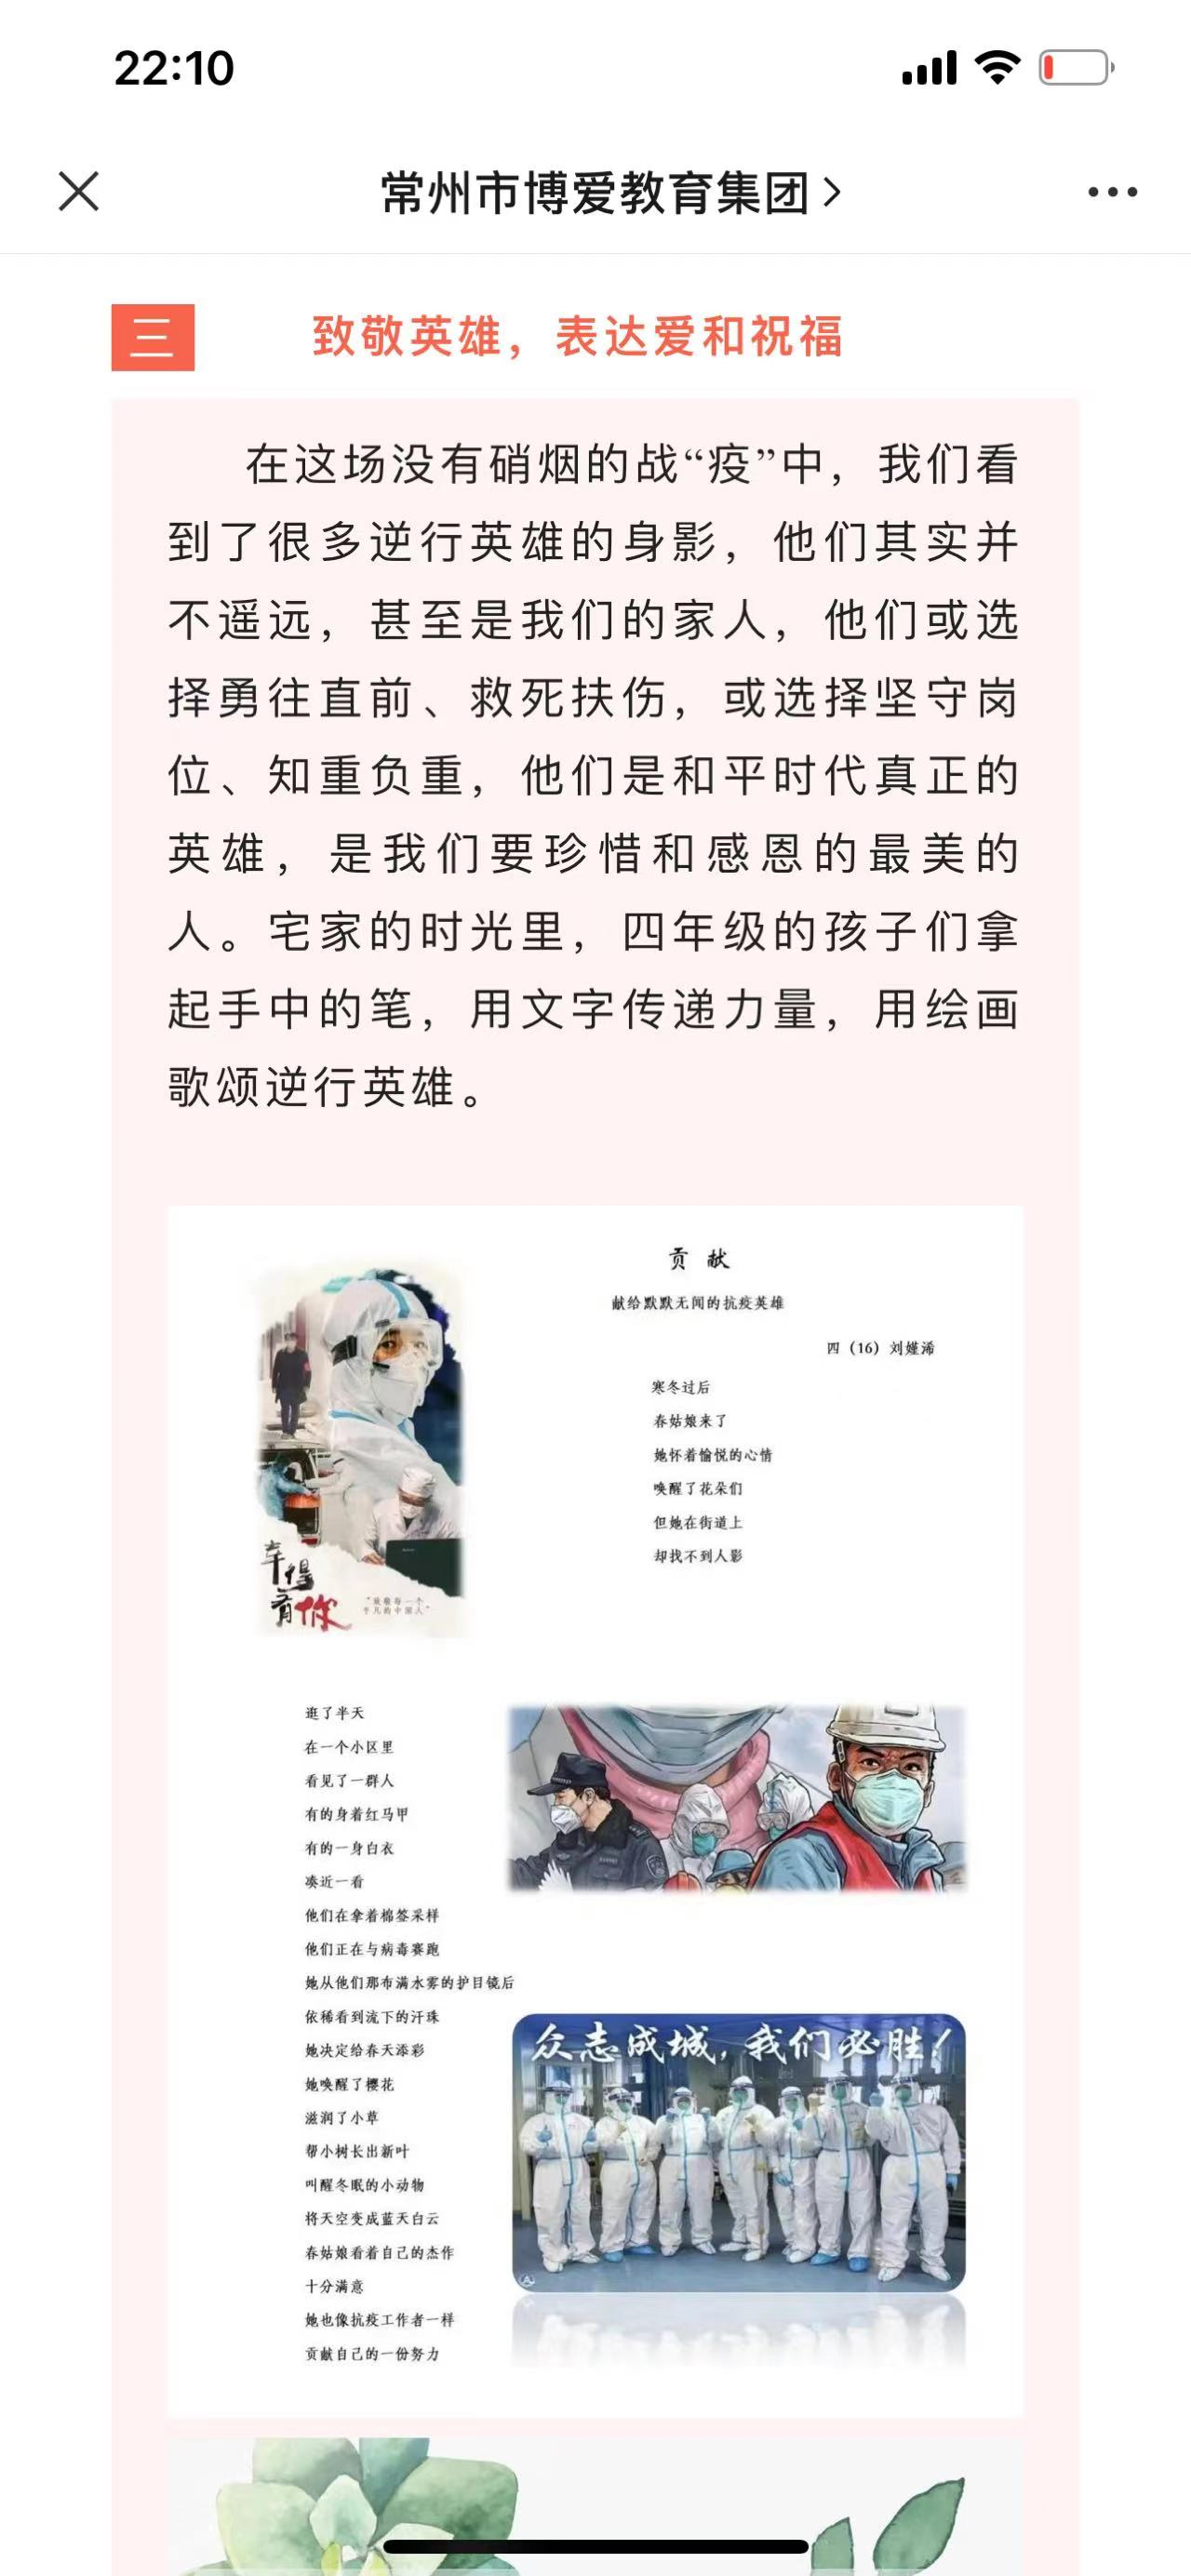 22:10
常州市博爱教育集团
三
致敬英雄，表达爱和祝福
在这场没有硝烟的战“疫”中，我们看
到了很多逆行英雄的身影，他们其实并
不遥远，甚至是我们的家人，他们或选
择勇往直前、救死扶伤，或选择坚守岗
位、知重负重，他们是和平时代真正的
英雄，是我们要珍惜和感恩的最美的
人。宅家的时光里，四年级的孩子们拿
起手中的笔，用文字传递力量，用绘画
歌颂逆行英雄。
贡 献
献给默默无闻的抗疫英雄
四（16）刘嫤浠
寒冬过后
春姑娘来了
她怀着愉悦的心情
唤醒了花朵们
但她在街道上
却找不到人影
幸得
有你
“致敬每一个
平凡的中国人”
逛了半天
在一个小区里
看见了一群人
有的身着红马甲
有的一身白衣
凑近一看
他们在拿着棉签采样
他们正在与病毒赛跑
她从他们那布满水雾的护目镜后
依稀看到流下的汗珠
她决定给春天添彩
她唤醒了樱花
滋润了小草
帮小树长出新叶
叫醒冬眠的小动物
将天空变成蓝天白云
春姑娘看着自己的杰作
十分满意
她也像抗疫工作者一样
贡献自己的一份努力
众志成城，我们必胜！